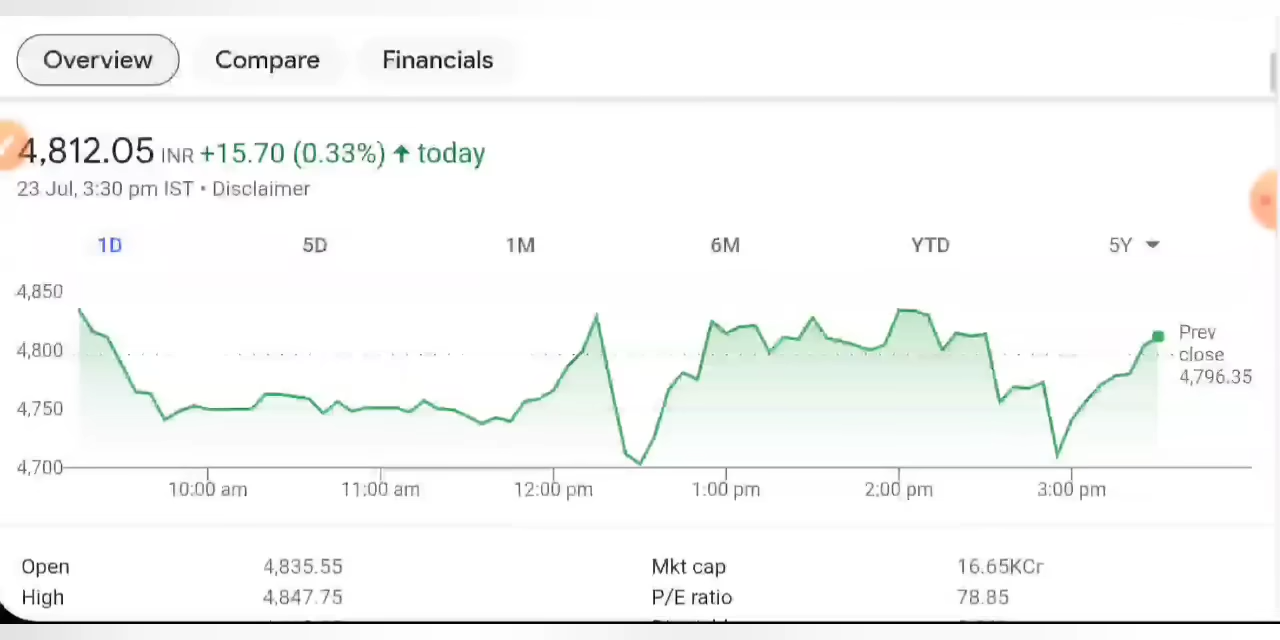 Overview Compare Financials
4,812.05 INR +15.70 (0.33%) ↑ today
23 Jul, 3:30 pm IST • Disclaimer
1D 5D 1M 6M YTD 5Y
4,850
4,800
4,750
4,700
Prev
close
4,796.35
10:00 am 11:00 am 12:00 pm 1:00 pm 2:00 pm 3:00 pm
Open 4,835.55 Mkt cap 16.65KCr
High 4,847.75 P/E ratio 78.85